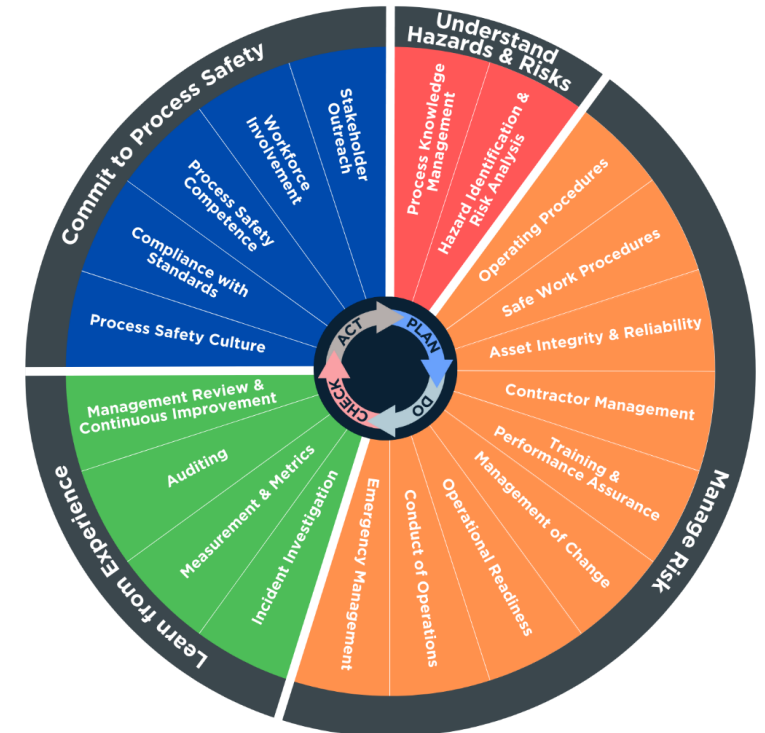 Commit to Process Safety
Understand
Hazards & Risks
Manage Risk
Learn from Experience
Process Safety Culture
Compliance with
Standards
Process Safety
Competence
Workforce
Involvement
Stakeholder
Outreach
Process Knowledge
Management
Hazard Identification &
Risk Analysis
Operating Procedures
Safe Work Procedures
Asset Integrity & Reliability
Contractor Management
Training &
Performance Assurance
Management of Change
Operational Readiness
Conduct of Operations
Emergency Management
Incident Investigation
Measurement & Metrics
Auditing
Management Review &
Continuous Improvement
PLAN
DO
CHECK
ACT